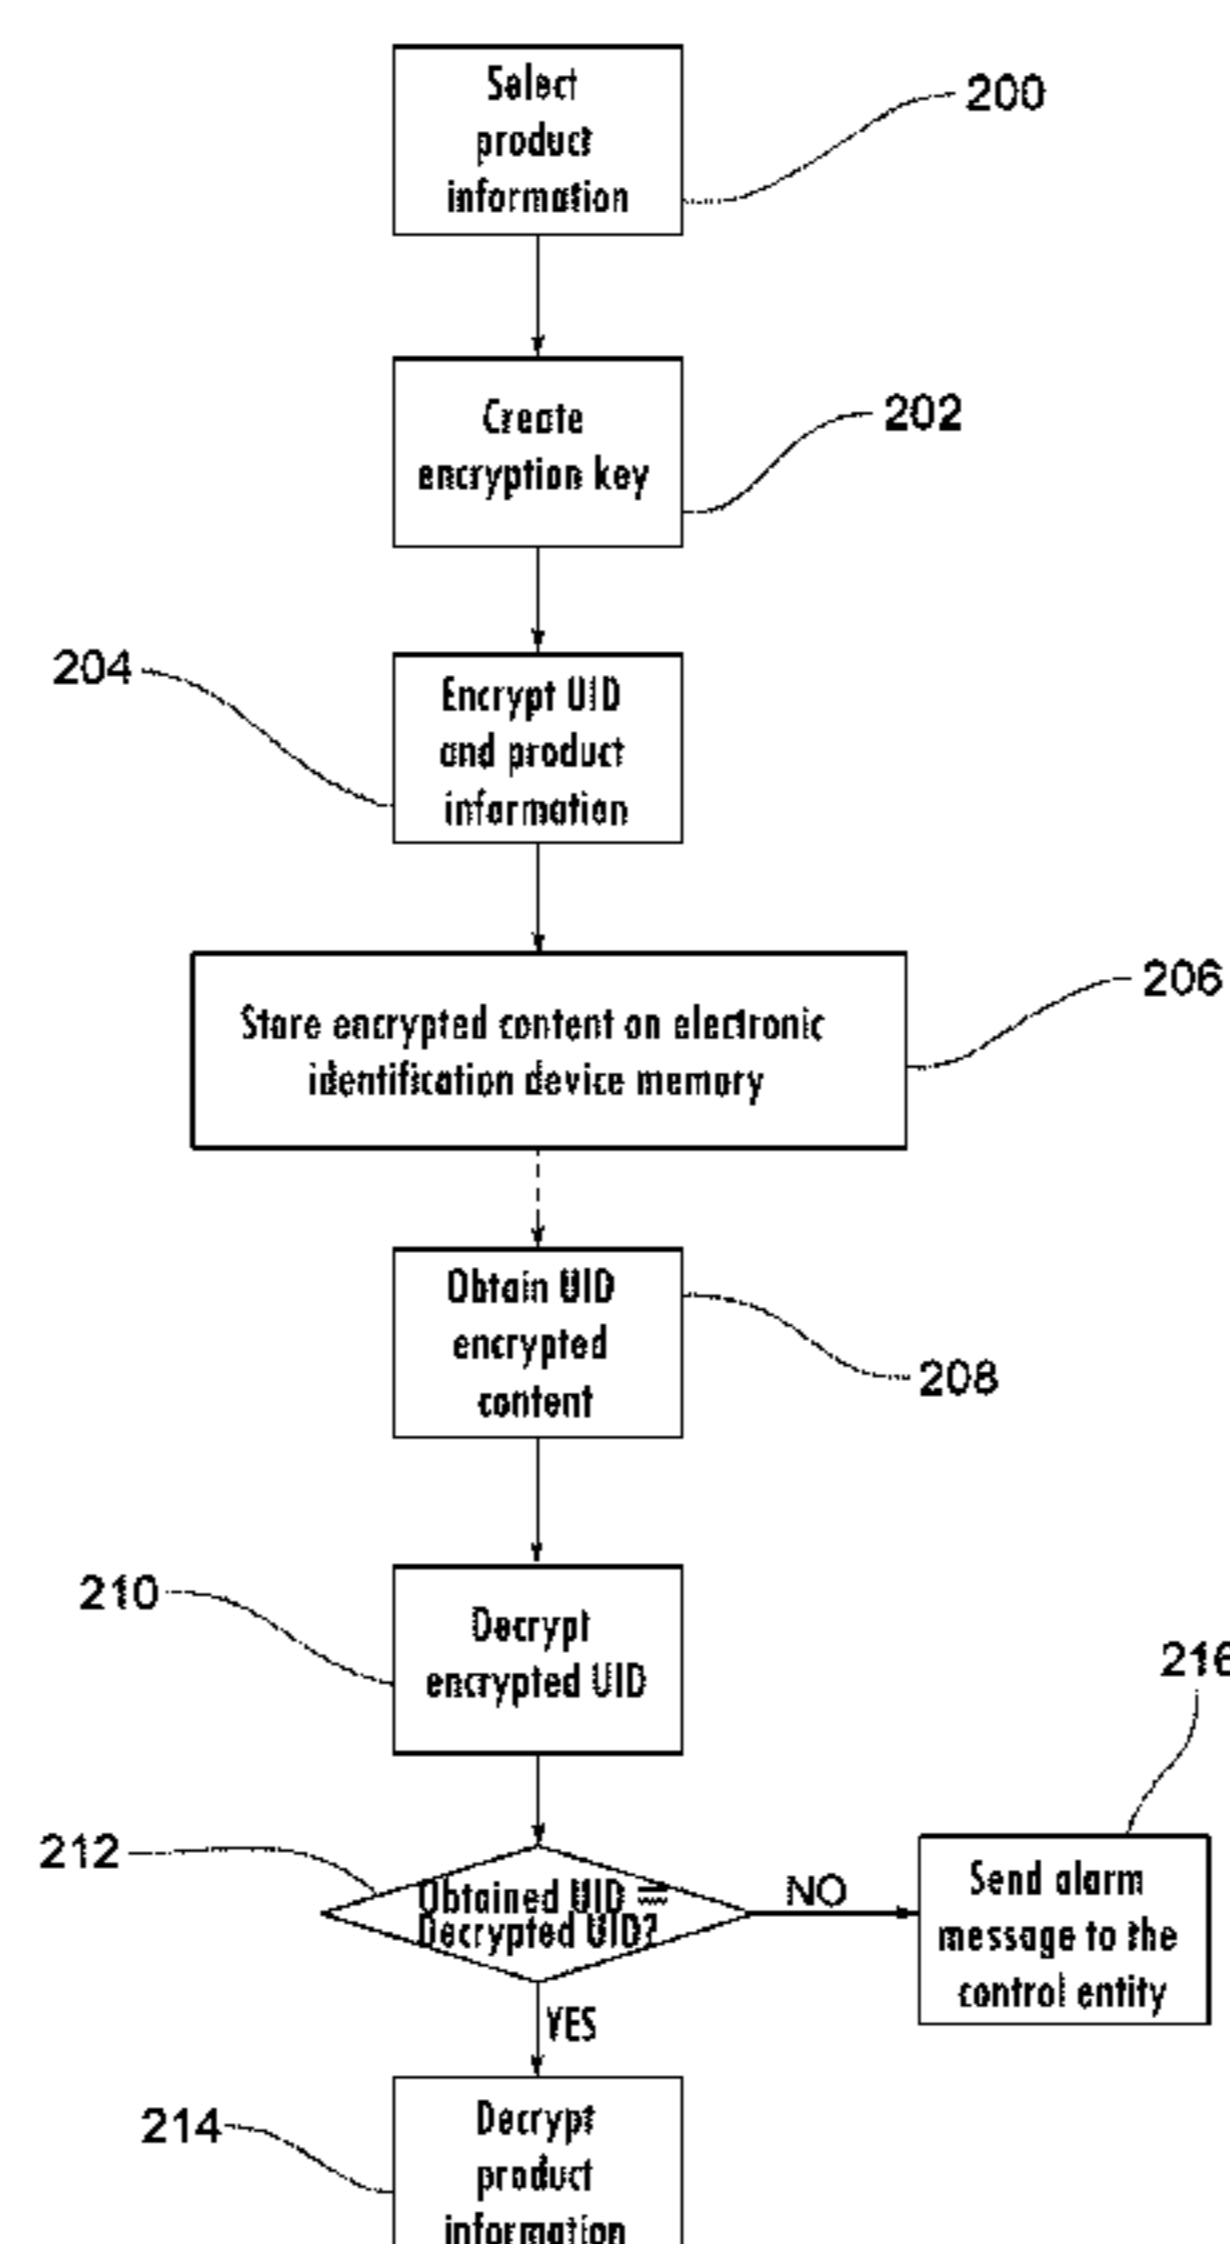 Select
product
information
200
Create
encryption key
202
204
Encrypt UID
and product
information
206
Store encrypted content on electronic
identification device memory
Obtain UID
encrypted
content
208
210
Decrypt
encrypted UID
216
212
Obtained UID =
Decrypted UID?
NO
Send alarm
message to the
control entity
YES
214
Decrypt
product
information